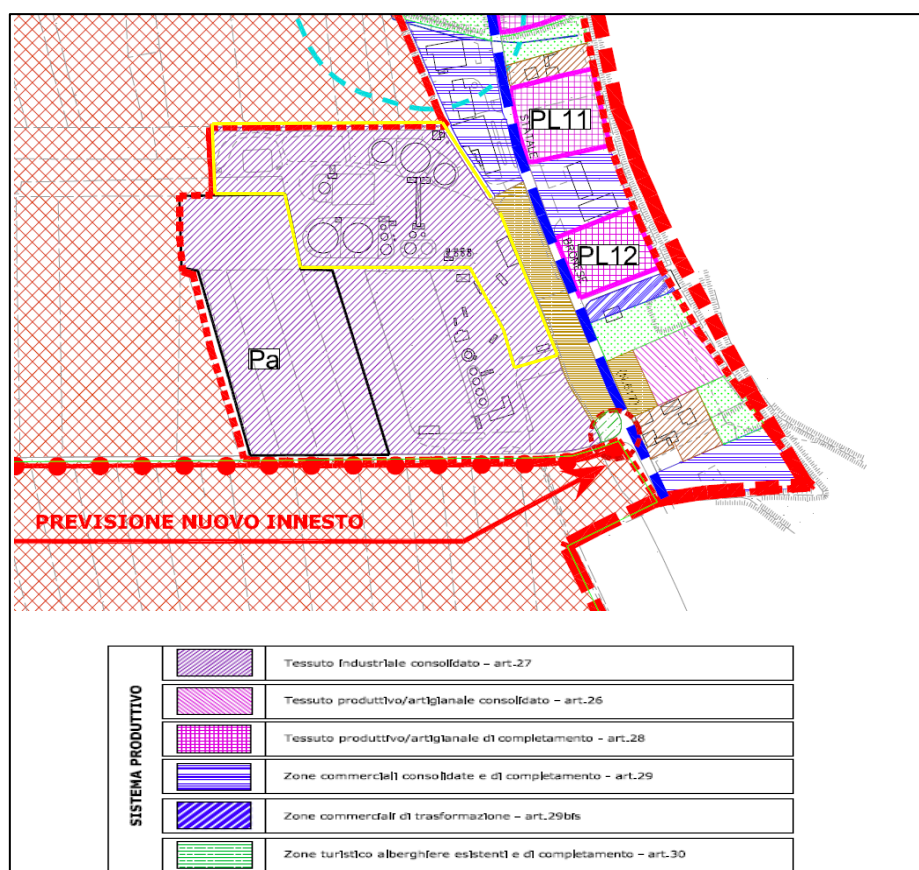 PL11
STATALE
PL12
Pa
PREVISIONE NUOVO INNESTO
SISTEMA PRODUTTIVO
Tessuto industriale consolidato - art.27
Tessuto produttivo/artigianale consolidato - art.26
Tessuto produttivo/artigianale di completamento - art.28
Zone commerciali consolidate e di completamento - art.29
Zone commerciali di trasformazione - art.29bis
Zone turistico alberghiere esistenti e di completamento - art.30